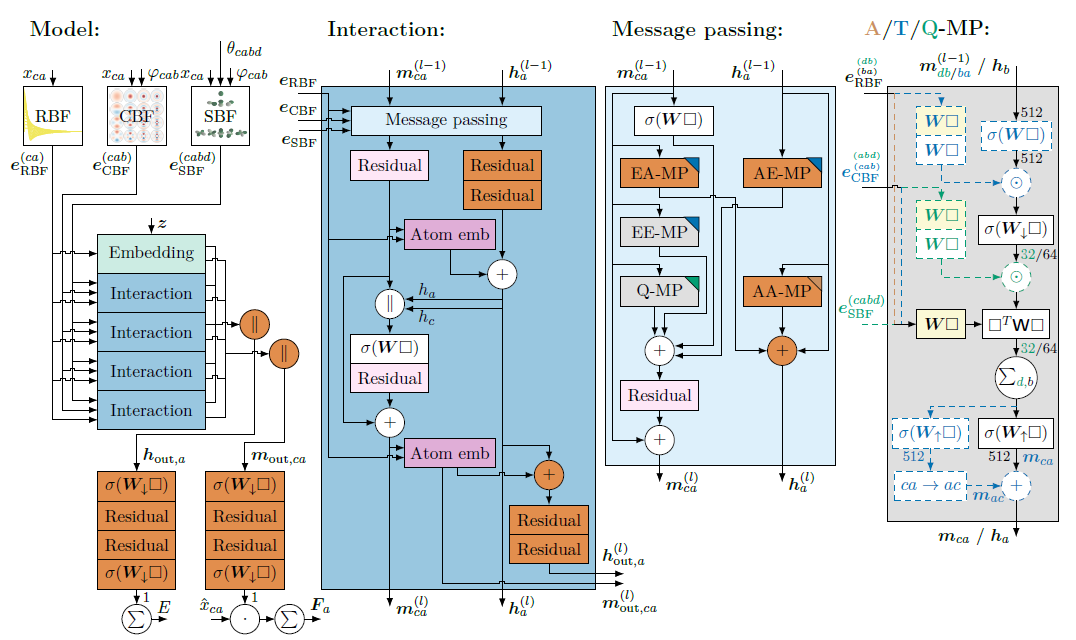 Model:
θ_cabd
x_ca
x_ca
φ_cab
x_ca
φ_cab
RBF
CBF
SBF
e_RBF^(ca)
e_CBF^(cab)
e_SBF^(cabd)
z
Embedding
Interaction
Interaction
Interaction
Interaction
∥
∥
h_out,a
m_out,ca
σ(W↓□)
Residual
Residual
σ(W↓□)
σ(W↓□)
Residual
Residual
σ(W↓□)
1
1
∑
E
x̂_ca
·
∑
F_a
Interaction:
m_ca^(l−1)
h_a^(l−1)
e_RBF
e_CBF
e_SBF
Message passing
Residual
Residual
Residual
Atom emb
+
∥
h_a
h_c
σ(W□)
Residual
+
Atom emb
+
Residual
Residual
h_out,a^(l)
m_out,ca^(l)
m_ca^(l)
h_a^(l)
Message passing:
m_ca^(l−1)
h_a^(l−1)
σ(W□)
EA-MP
AE-MP
EE-MP
Q-MP
AA-MP
+
+
Residual
+
m_ca^(l)
h_a^(l)
A/T/Q-MP:
m_db/ba^(l−1) / h_b
e_RBF^(db)(ba)
512
W□
W□
σ(W□)
512
e_CBF^(abd)(cab)
⊙
W□
W□
σ(W↓□)
32/64
⊙
e_SBF^(cabd)
W□
□ᵀW□
32/64
∑_d,b
σ(W↑□)
σ(W↑□)
512
512
m_ca
ca → ac
m_ac
+
m_ca / h_a